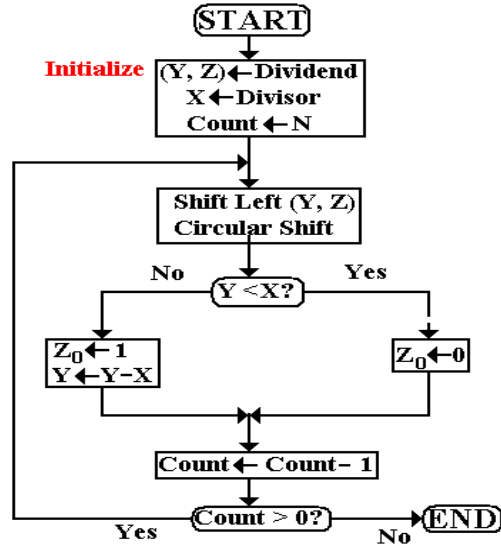 START
Initialize
(Y, Z)←Dividend
X←Divisor
Count←N
Shift Left (Y, Z)
Circular Shift
No
Y <X?
Yes
Z₀←1
Y←Y-X
Z₀←0
Count← Count- 1
Count > 0?
Yes
No
END